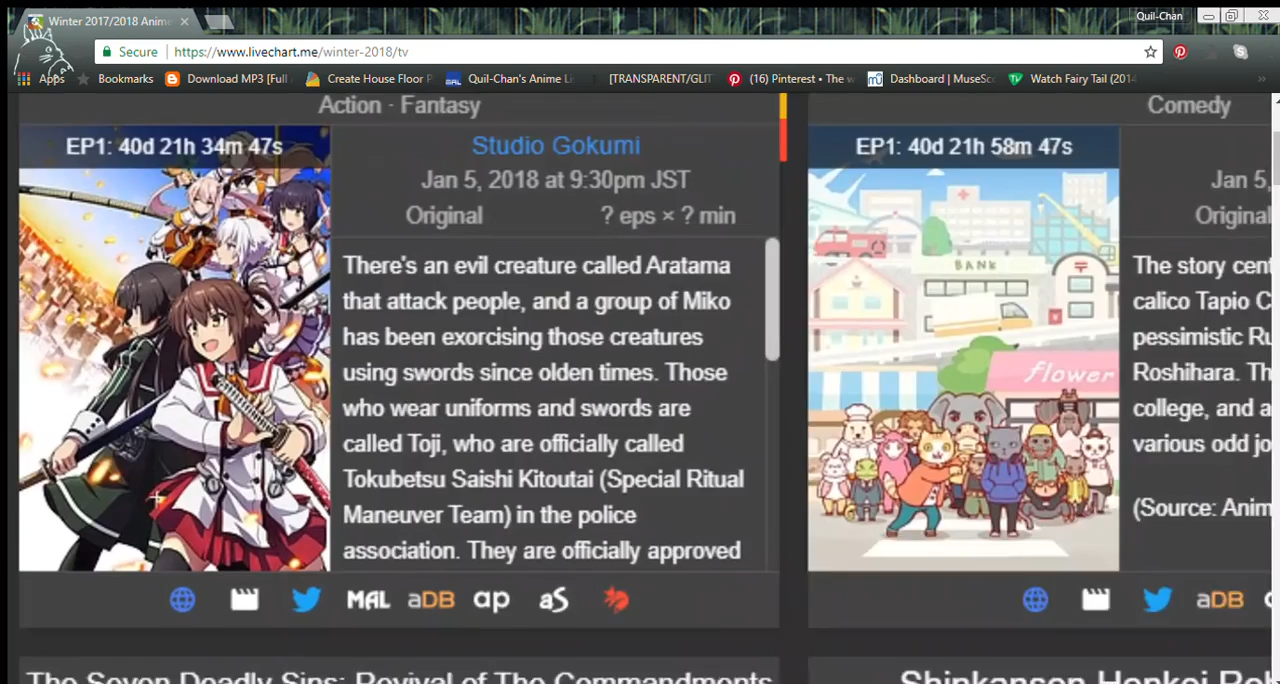 Winter 2017/2018 Anime
Quil-Chan
Secure https://www.livechart.me/winter-2018/tv
Apps Bookmarks Download MP3 [Full Create House Floor P Quil-Chan's Anime Li [TRANSPARENT/GLIT (16) Pinterest • The w Dashboard | MuseSc Watch Fairy Tail (2014
Action · Fantasy
EP1: 40d 21h 34m 47s
Studio Gokumi
Jan 5, 2018 at 9:30pm JST
Original ? eps × ? min
There's an evil creature called Aratama
that attack people, and a group of Miko
has been exorcising those creatures
using swords since olden times. Those
who wear uniforms and swords are
called Toji, who are officially called
Tokubetsu Saishi Kitoutai (Special Ritual
Maneuver Team) in the police
association. They are officially approved
MAL aDB ap aS
Comedy
EP1: 40d 21h 58m 47s
Jan 5,
Original
BANK
flower
The story cent
calico Tapio C
pessimistic Ru
Roshihara. Th
college, and a
various odd jo
(Source: Anim
aDB
The Seven Deadly Sins: Revival of The Commandments
Shinkansen Henkei Rob